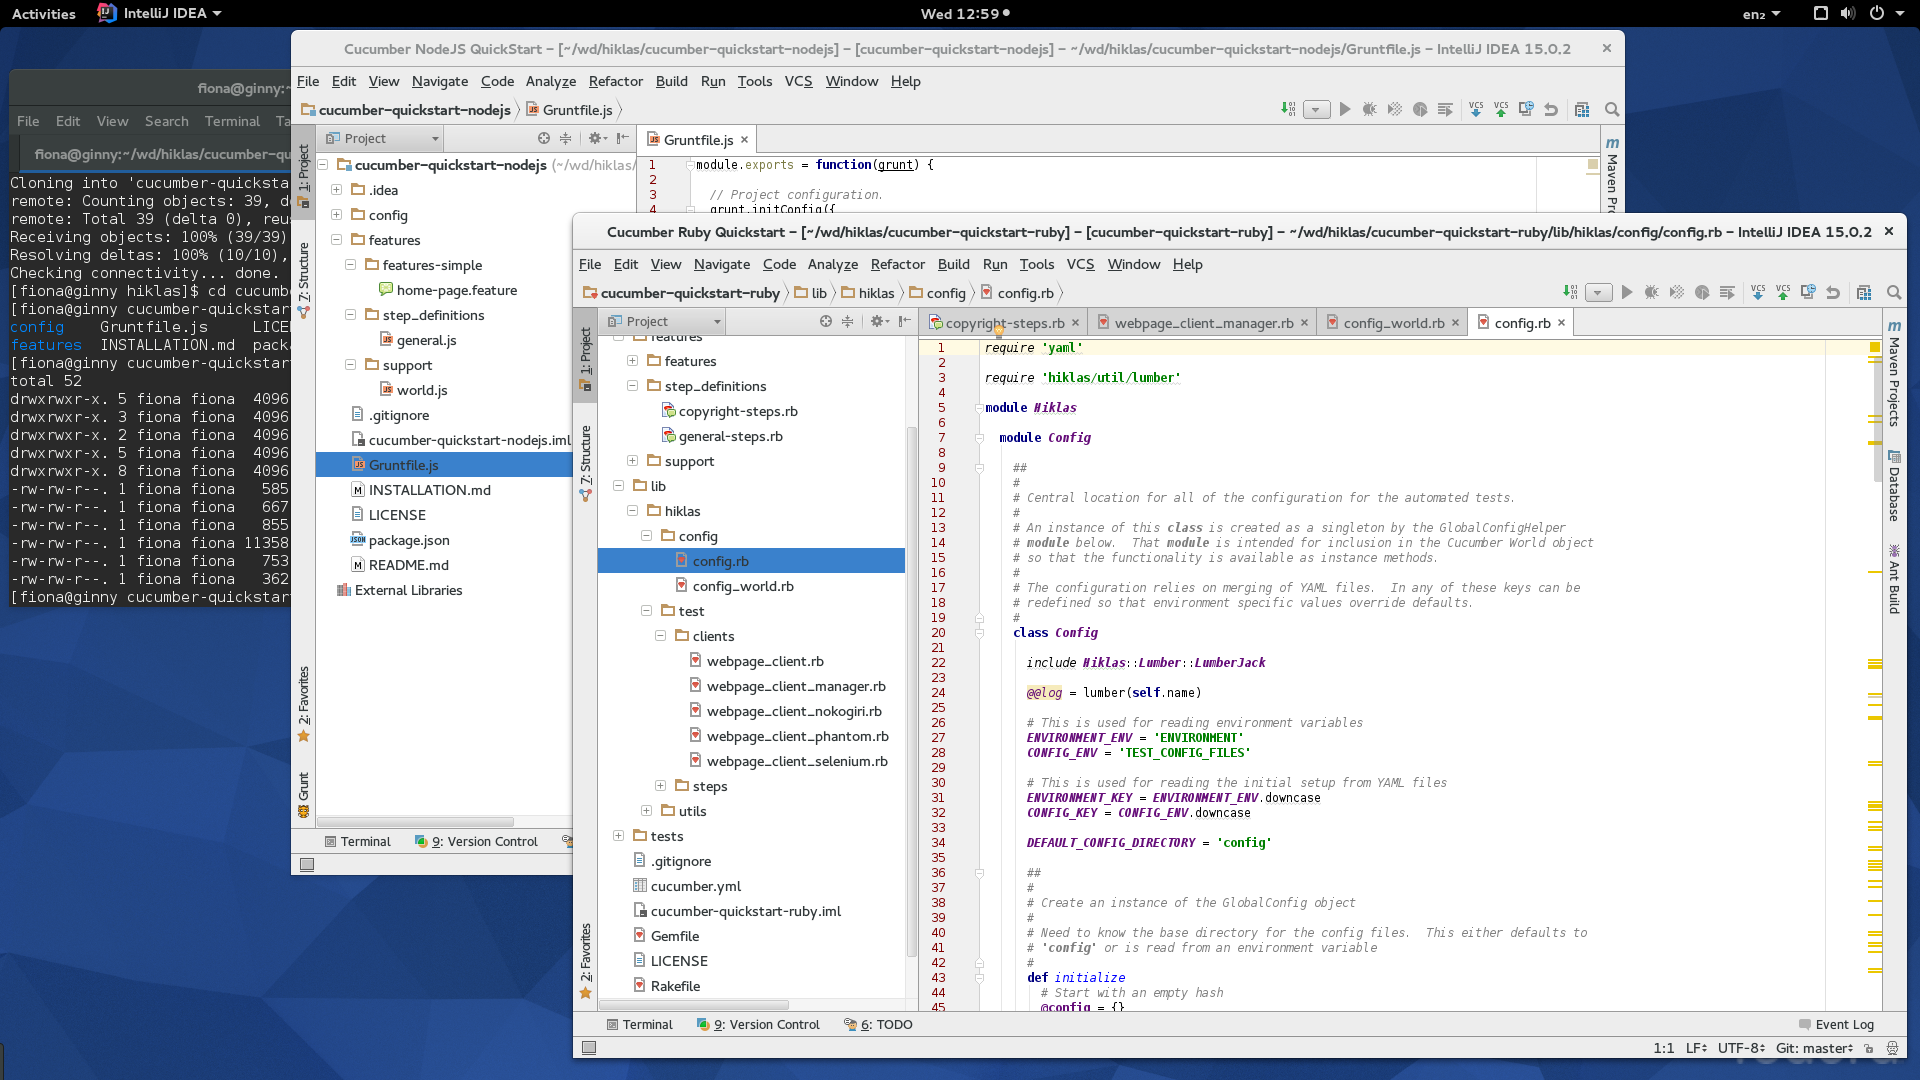 Activities
IntelliJ IDEA
Wed 12:59
en₂
fiona@ginny:~
File Edit View Search Terminal Ta
fiona@ginny:~/wd/hiklas/cucumber-qu
Cloning into 'cucumber-quicksta
remote: Counting objects: 39, d
remote: Total 39 (delta 0), reus
Receiving objects: 100% (39/39)
Resolving deltas: 100% (10/10),
Checking connectivity... done.
[fiona@ginny hiklas]$ cd cucumb
[fiona@ginny cucumber-quickstar
config Gruntfile.js LICEN
features INSTALLATION.md packa
[fiona@ginny cucumber-quickstar
total 52
drwxrwxr-x. 5 fiona fiona 4096
drwxrwxr-x. 3 fiona fiona 4096
drwxrwxr-x. 2 fiona fiona 4096
drwxrwxr-x. 5 fiona fiona 4096
drwxrwxr-x. 8 fiona fiona 4096
-rw-rw-r--. 1 fiona fiona 585
-rw-rw-r--. 1 fiona fiona 667
-rw-rw-r--. 1 fiona fiona 855
-rw-rw-r--. 1 fiona fiona 11358
-rw-rw-r--. 1 fiona fiona 753
-rw-rw-r--. 1 fiona fiona 362
[fiona@ginny cucumber-quickstar
Cucumber NodeJS QuickStart – [~/wd/hiklas/cucumber-quickstart-nodejs] – [cucumber-quickstart-nodejs] – ~/wd/hiklas/cucumber-quickstart-nodejs/Gruntfile.js – IntelliJ IDEA 15.0.2
File Edit View Navigate Code Analyze Refactor Build Run Tools VCS Window Help
cucumber-quickstart-nodejs Gruntfile.js
1: Project
7: Structure
2: Favorites
Grunt
Project
cucumber-quickstart-nodejs (~/wd/hiklas/
.idea
config
features
features-simple
home-page.feature
step_definitions
general.js
support
world.js
.gitignore
cucumber-quickstart-nodejs.iml
Gruntfile.js
INSTALLATION.md
LICENSE
package.json
README.md
External Libraries
Gruntfile.js
1 module.exports = function(grunt) {
2
3 // Project configuration.
4 grunt.initConfig({
Maven Pr
Terminal 9: Version Control
Cucumber Ruby Quickstart – [~/wd/hiklas/cucumber-quickstart-ruby] – [cucumber-quickstart-ruby] – ~/wd/hiklas/cucumber-quickstart-ruby/lib/hiklas/config/config.rb – IntelliJ IDEA 15.0.2
File Edit View Navigate Code Analyze Refactor Build Run Tools VCS Window Help
cucumber-quickstart-ruby lib hiklas config config.rb
1: Project
7: Structure
2: Favorites
Project
features
features
step_definitions
copyright-steps.rb
general-steps.rb
support
lib
hiklas
config
config.rb
config_world.rb
test
clients
webpage_client.rb
webpage_client_manager.rb
webpage_client_nokogiri.rb
webpage_client_phantom.rb
webpage_client_selenium.rb
steps
utils
tests
.gitignore
cucumber.yml
cucumber-quickstart-ruby.iml
Gemfile
LICENSE
Rakefile
copyright-steps.rb webpage_client_manager.rb config_world.rb config.rb
1 require 'yaml'
2
3 require 'hiklas/util/lumber'
4
5 module Hiklas
6
7 module Config
8
9 ##
10 #
11 # Central location for all of the configuration for the automated tests.
12 #
13 # An instance of this class is created as a singleton by the GlobalConfigHelper
14 # module below. That module is intended for inclusion in the Cucumber World object
15 # so that the functionality is available as instance methods.
16 #
17 # The configuration relies on merging of YAML files. In any of these keys can be
18 # redefined so that environment specific values override defaults.
19 #
20 class Config
21
22 include Hiklas::Lumber::LumberJack
23
24 @@log = lumber(self.name)
25
26 # This is used for reading environment variables
27 ENVIRONMENT_ENV = 'ENVIRONMENT'
28 CONFIG_ENV = 'TEST_CONFIG_FILES'
29
30 # This is used for reading the initial setup from YAML files
31 ENVIRONMENT_KEY = ENVIRONMENT_ENV.downcase
32 CONFIG_KEY = CONFIG_ENV.downcase
33
34 DEFAULT_CONFIG_DIRECTORY = 'config'
35
36 ##
37 #
38 # Create an instance of the GlobalConfig object
39 #
40 # Need to know the base directory for the config files. This either defaults to
41 # 'config' or is read from an environment variable
42 #
43 def initialize
44 # Start with an empty hash
45 @config = {}
Maven Projects
Database
Ant Build
Terminal 9: Version Control 6: TODO Event Log
1:1 LF÷ UTF-8÷ Git: master÷